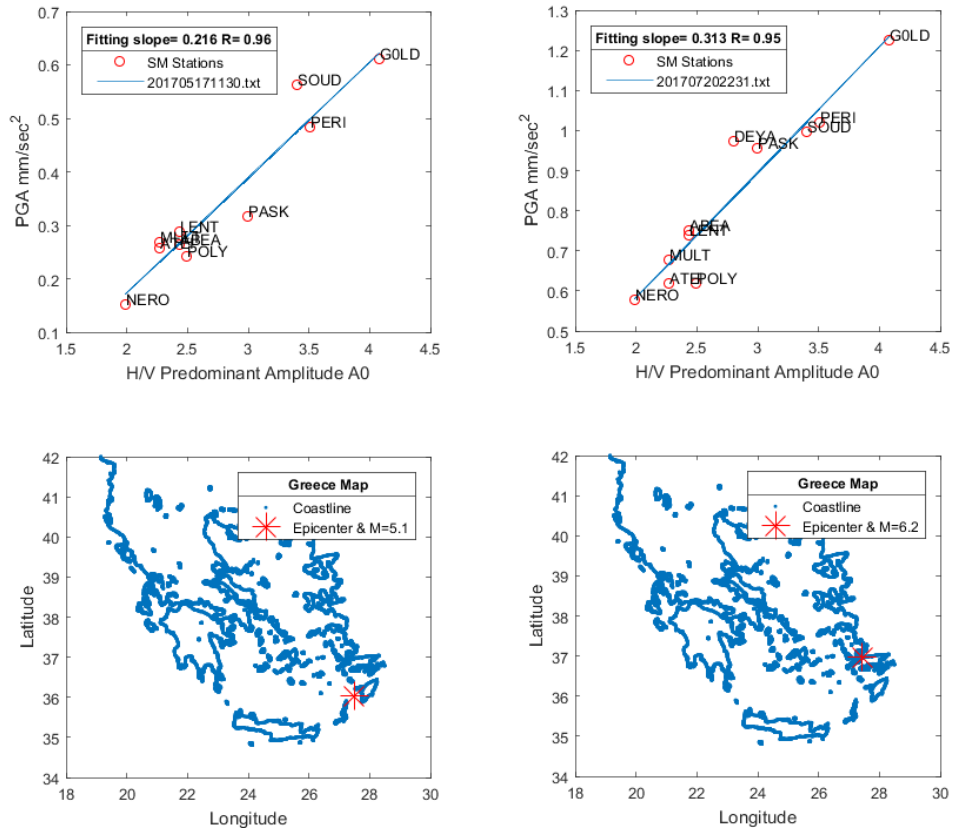 Fitting slope= 0.216 R= 0.96
SM Stations
201705171130.txt
0.7
0.6
0.5
0.4
0.3
0.2
0.1
PGA mm/sec2
G0LD
SOUD
PERI
PASK
LENT
POLY
NERO
1.5
2
2.5
3
3.5
4
4.5
H/V Predominant Amplitude A0
Fitting slope= 0.313 R= 0.95
SM Stations
201707202231.txt
1.3
1.2
1.1
1
0.9
0.8
0.7
0.6
0.5
PGA mm/sec2
G0LD
PERI
SOUD
DEYA
PASK
LENT
MULT
ATEI
POLY
NERO
1.5
2
2.5
3
3.5
4
4.5
H/V Predominant Amplitude A0
Greece Map
Coastline
Epicenter & M=5.1
42
41
40
39
38
37
36
35
34
Latitude
18
20
22
24
26
28
30
Longitude
Greece Map
Coastline
Epicenter & M=6.2
42
41
40
39
38
37
36
35
34
Latitude
18
20
22
24
26
28
30
Longitude